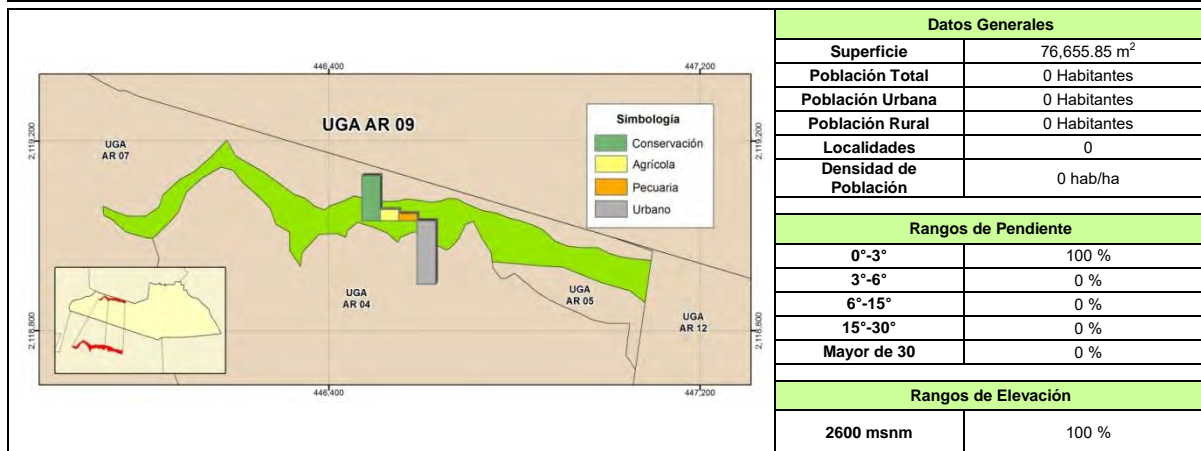 446,400
447,200
2,119,200
2,119,200
UGA AR 09
UGA
AR 07
Simbología
Conservación
Agrícola
Pecuaria
Urbano
UGA
AR 04
UGA
AR 05
UGA
AR 12
2,118,800
2,118,800
446,400
447,200
Datos Generales
Superficie 76,655.85 m²
Población Total 0 Habitantes
Población Urbana 0 Habitantes
Población Rural 0 Habitantes
Localidades 0
Densidad de
Población 0 hab/ha
Rangos de Pendiente
0°-3° 100 %
3°-6° 0 %
6°-15° 0 %
15°-30° 0 %
Mayor de 30 0 %
Rangos de Elevación
2600 msnm 100 %